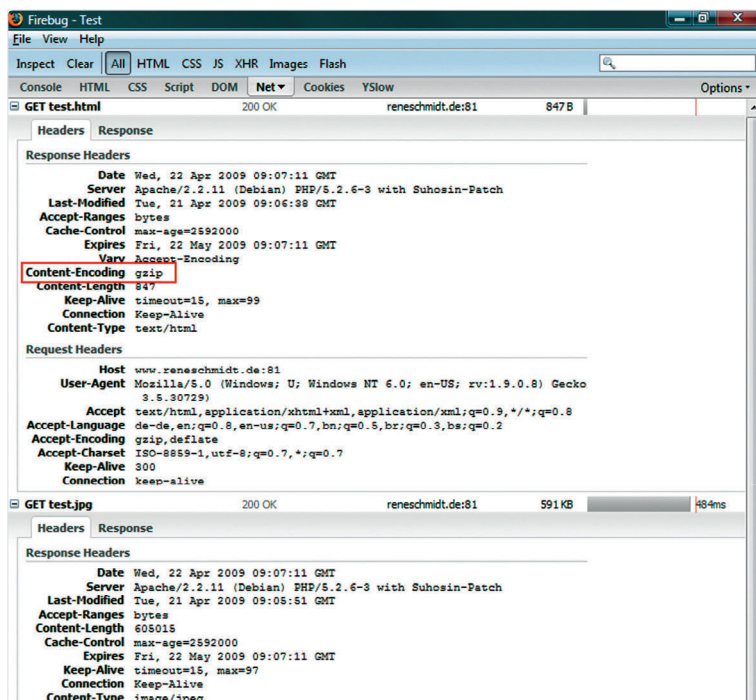 Firebug - Test
File View Help
Inspect Clear All HTML CSS JS XHR Images Flash
Console HTML CSS Script DOM Net Cookies YSlow Options
GET test.html 200 OK reneschmidt.de:81 847 B
Headers Response
Response Headers
Date Wed, 22 Apr 2009 09:07:11 GMT
Server Apache/2.2.11 (Debian) PHP/5.2.6-3 with Suhosin-Patch
Last-Modified Tue, 21 Apr 2009 09:06:38 GMT
Accept-Ranges bytes
Cache-Control max-age=2592000
Expires Fri, 22 May 2009 09:07:11 GMT
Vary Accept-Encoding
Content-Encoding gzip
Content-Length 847
Keep-Alive timeout=15, max=99
Connection Keep-Alive
Content-Type text/html
Request Headers
Host www.reneschmidt.de:81
User-Agent Mozilla/5.0 (Windows; U; Windows NT 6.0; en-US; rv:1.9.0.8) Gecko
3.5.30729)
Accept text/html,application/xhtml+xml,application/xml;q=0.9,*/*;q=0.8
Accept-Language de-de,en;q=0.8,en-us;q=0.7,bn;q=0.5,br;q=0.3,bs;q=0.2
Accept-Encoding gzip,deflate
Accept-Charset ISO-8859-1,utf-8;q=0.7,*;q=0.7
Keep-Alive 300
Connection keep-alive
GET test.jpg 200 OK reneschmidt.de:81 591 KB 484ms
Headers Response
Response Headers
Date Wed, 22 Apr 2009 09:07:11 GMT
Server Apache/2.2.11 (Debian) PHP/5.2.6-3 with Suhosin-Patch
Last-Modified Tue, 21 Apr 2009 09:05:51 GMT
Accept-Ranges bytes
Content-Length 605015
Cache-Control max-age=2592000
Expires Fri, 22 May 2009 09:07:11 GMT
Keep-Alive timeout=15, max=97
Connection Keep-Alive
Content-Type image/jpeg